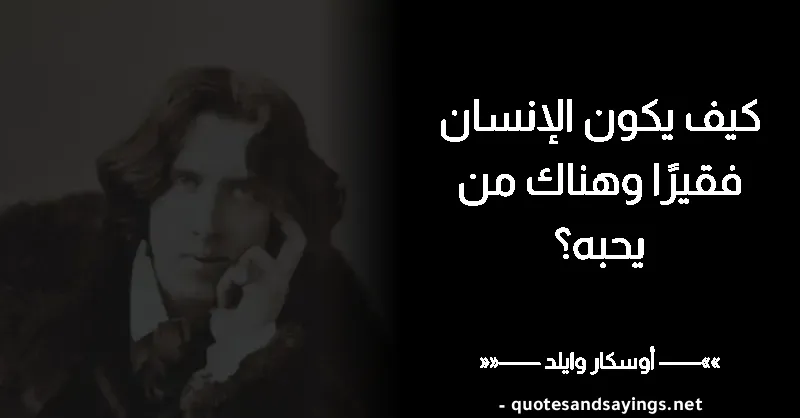 كيف يكون الإنسان
فقيرًا وهناك من
يحبه؟
»»—— أوسكار وايلد ——««
- quotesandsayings.net